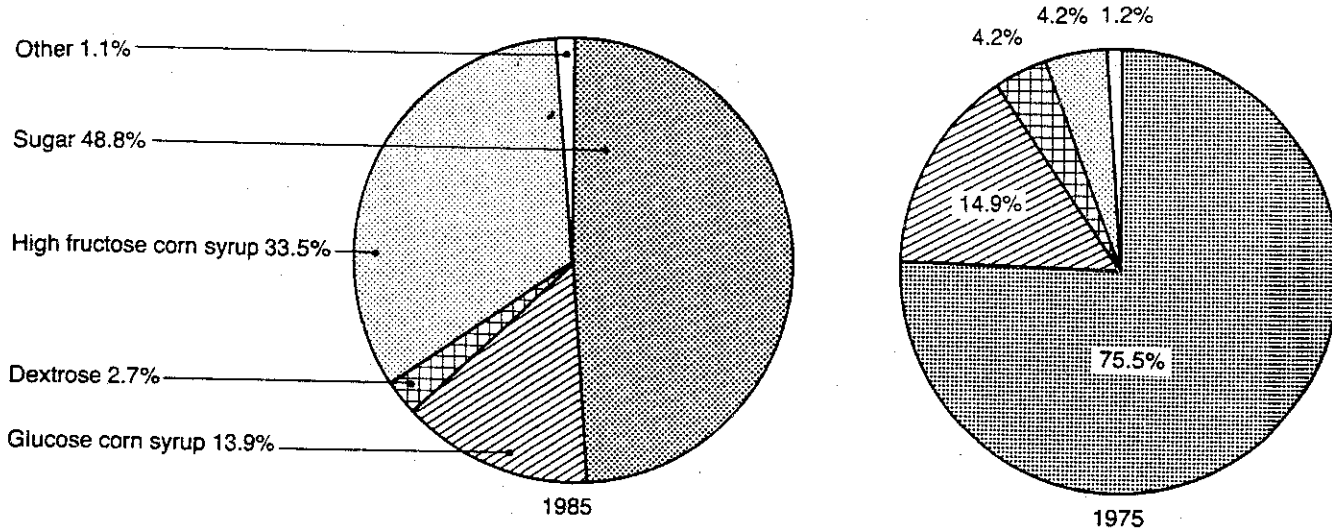 Other 1.1%
Sugar 48.8%
High fructose corn syrup 33.5%
Dextrose 2.7%
Glucose corn syrup 13.9%
1985
4.2% 1.2%
4.2%
14.9%
75.5%
1975